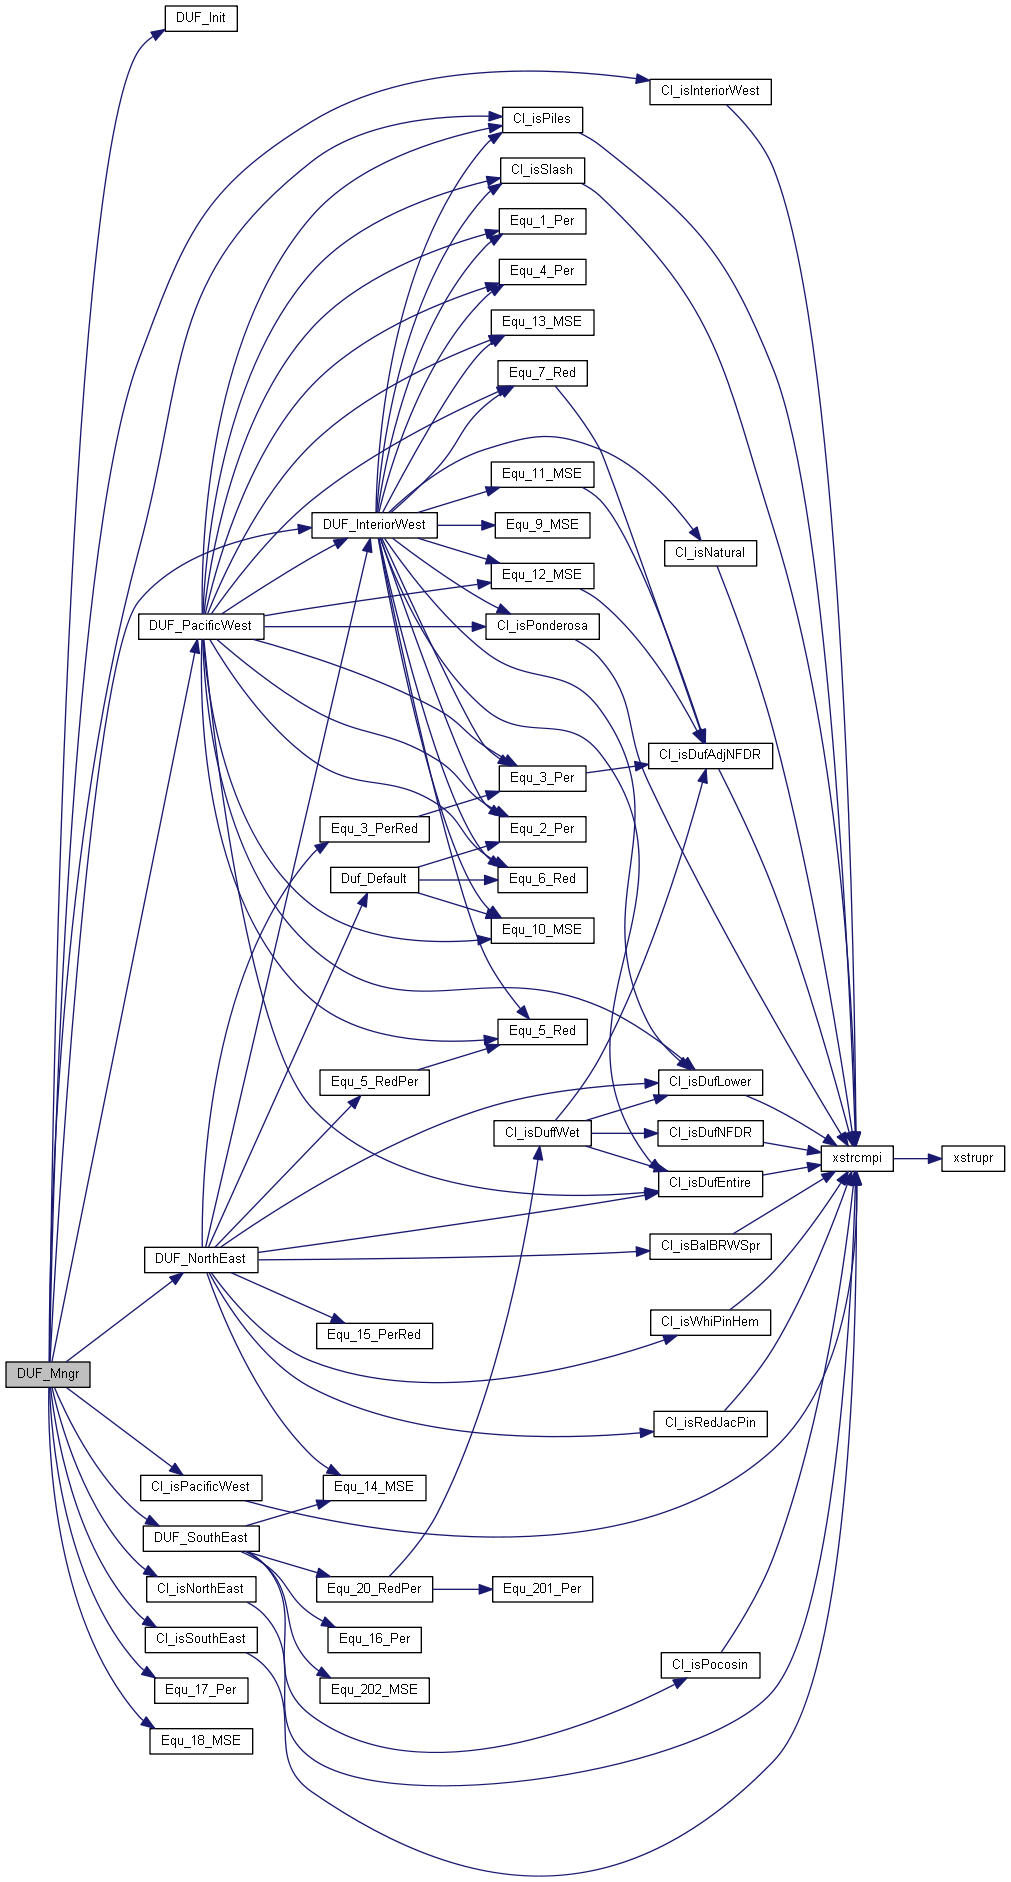 DUF_Init
CI_isInteriorWest
CI_isPiles
CI_isSlash
Equ_1_Per
Equ_4_Per
Equ_13_MSE
Equ_7_Red
Equ_11_MSE
DUF_InteriorWest
Equ_9_MSE
CI_isNatural
Equ_12_MSE
DUF_PacificWest
CI_isPonderosa
CI_isDufAdjNFDR
Equ_3_Per
Equ_3_PerRed
Equ_2_Per
Duf_Default
Equ_6_Red
Equ_10_MSE
Equ_5_Red
Equ_5_RedPer
CI_isDufLower
CI_isDuffWet
CI_isDufNFDR
xstrcmpi
xstrupr
CI_isDufEntire
DUF_NorthEast
CI_isBalBRWSpr
Equ_15_PerRed
CI_isWhiPinHem
DUF_Mngr
CI_isRedJacPin
CI_isPacificWest
Equ_14_MSE
DUF_SouthEast
CI_isNorthEast
Equ_20_RedPer
Equ_201_Per
CI_isSouthEast
Equ_16_Per
CI_isPocosin
Equ_17_Per
Equ_202_MSE
Equ_18_MSE